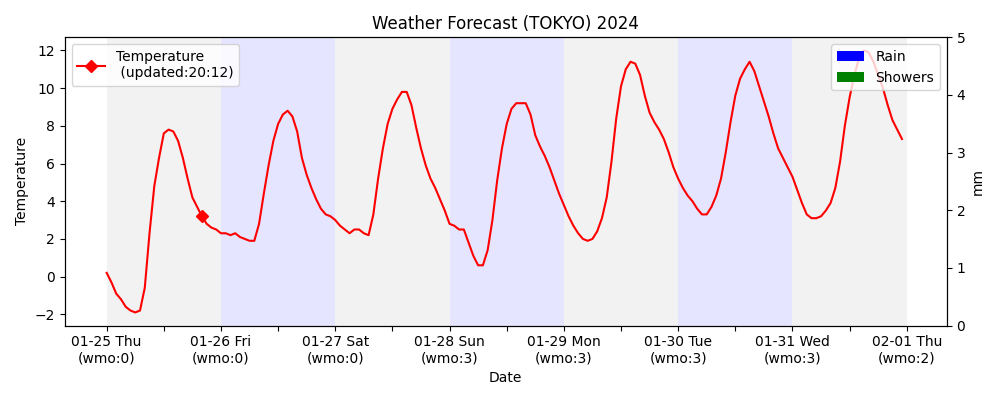 Weather Forecast (TOKYO) 2024
Temperature
(updated:20:12)
Rain
Showers
Temperature
12
10
8
6
4
2
0
−2
5
4
3
2
1
0
mm
01-25 Thu
(wmo:0)
01-26 Fri
(wmo:0)
01-27 Sat
(wmo:0)
01-28 Sun
(wmo:3)
01-29 Mon
(wmo:3)
01-30 Tue
(wmo:3)
01-31 Wed
(wmo:3)
02-01 Thu
(wmo:2)
Date